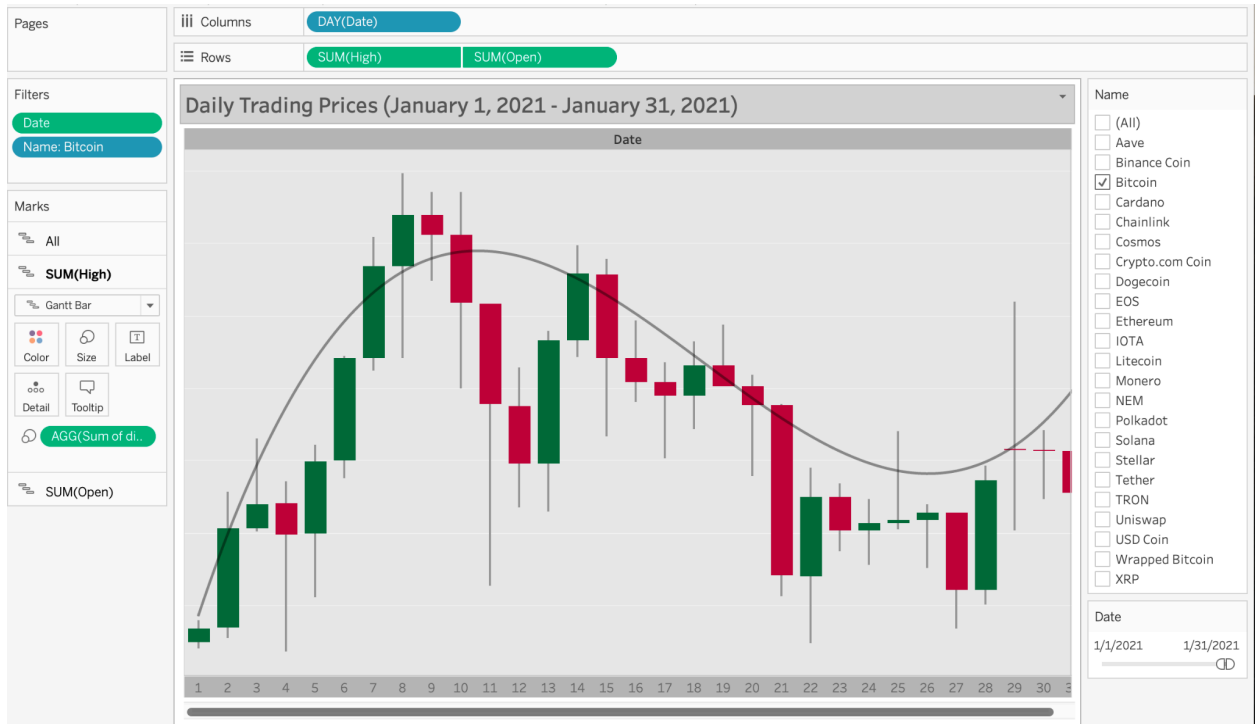 Pages
Columns
DAY(Date)
Rows
SUM(High)
SUM(Open)
Filters
Date
Name: Bitcoin
Marks
All
SUM(High)
Gantt Bar
Color
Size
Label
T
Detail
Tooltip
AGG(Sum of di..
SUM(Open)
Daily Trading Prices (January 1, 2021 - January 31, 2021)
Date
1 2 3 4 5 6 7 8 9 10 11 12 13 14 15 16 17 18 19 20 21 22 23 24 25 26 27 28 29 30
Name
(All)
Aave
Binance Coin
Bitcoin
Cardano
Chainlink
Cosmos
Crypto.com Coin
Dogecoin
EOS
Ethereum
IOTA
Litecoin
Monero
NEM
Polkadot
Solana
Stellar
Tether
TRON
Uniswap
USD Coin
Wrapped Bitcoin
XRP
Date
1/1/2021 1/31/2021